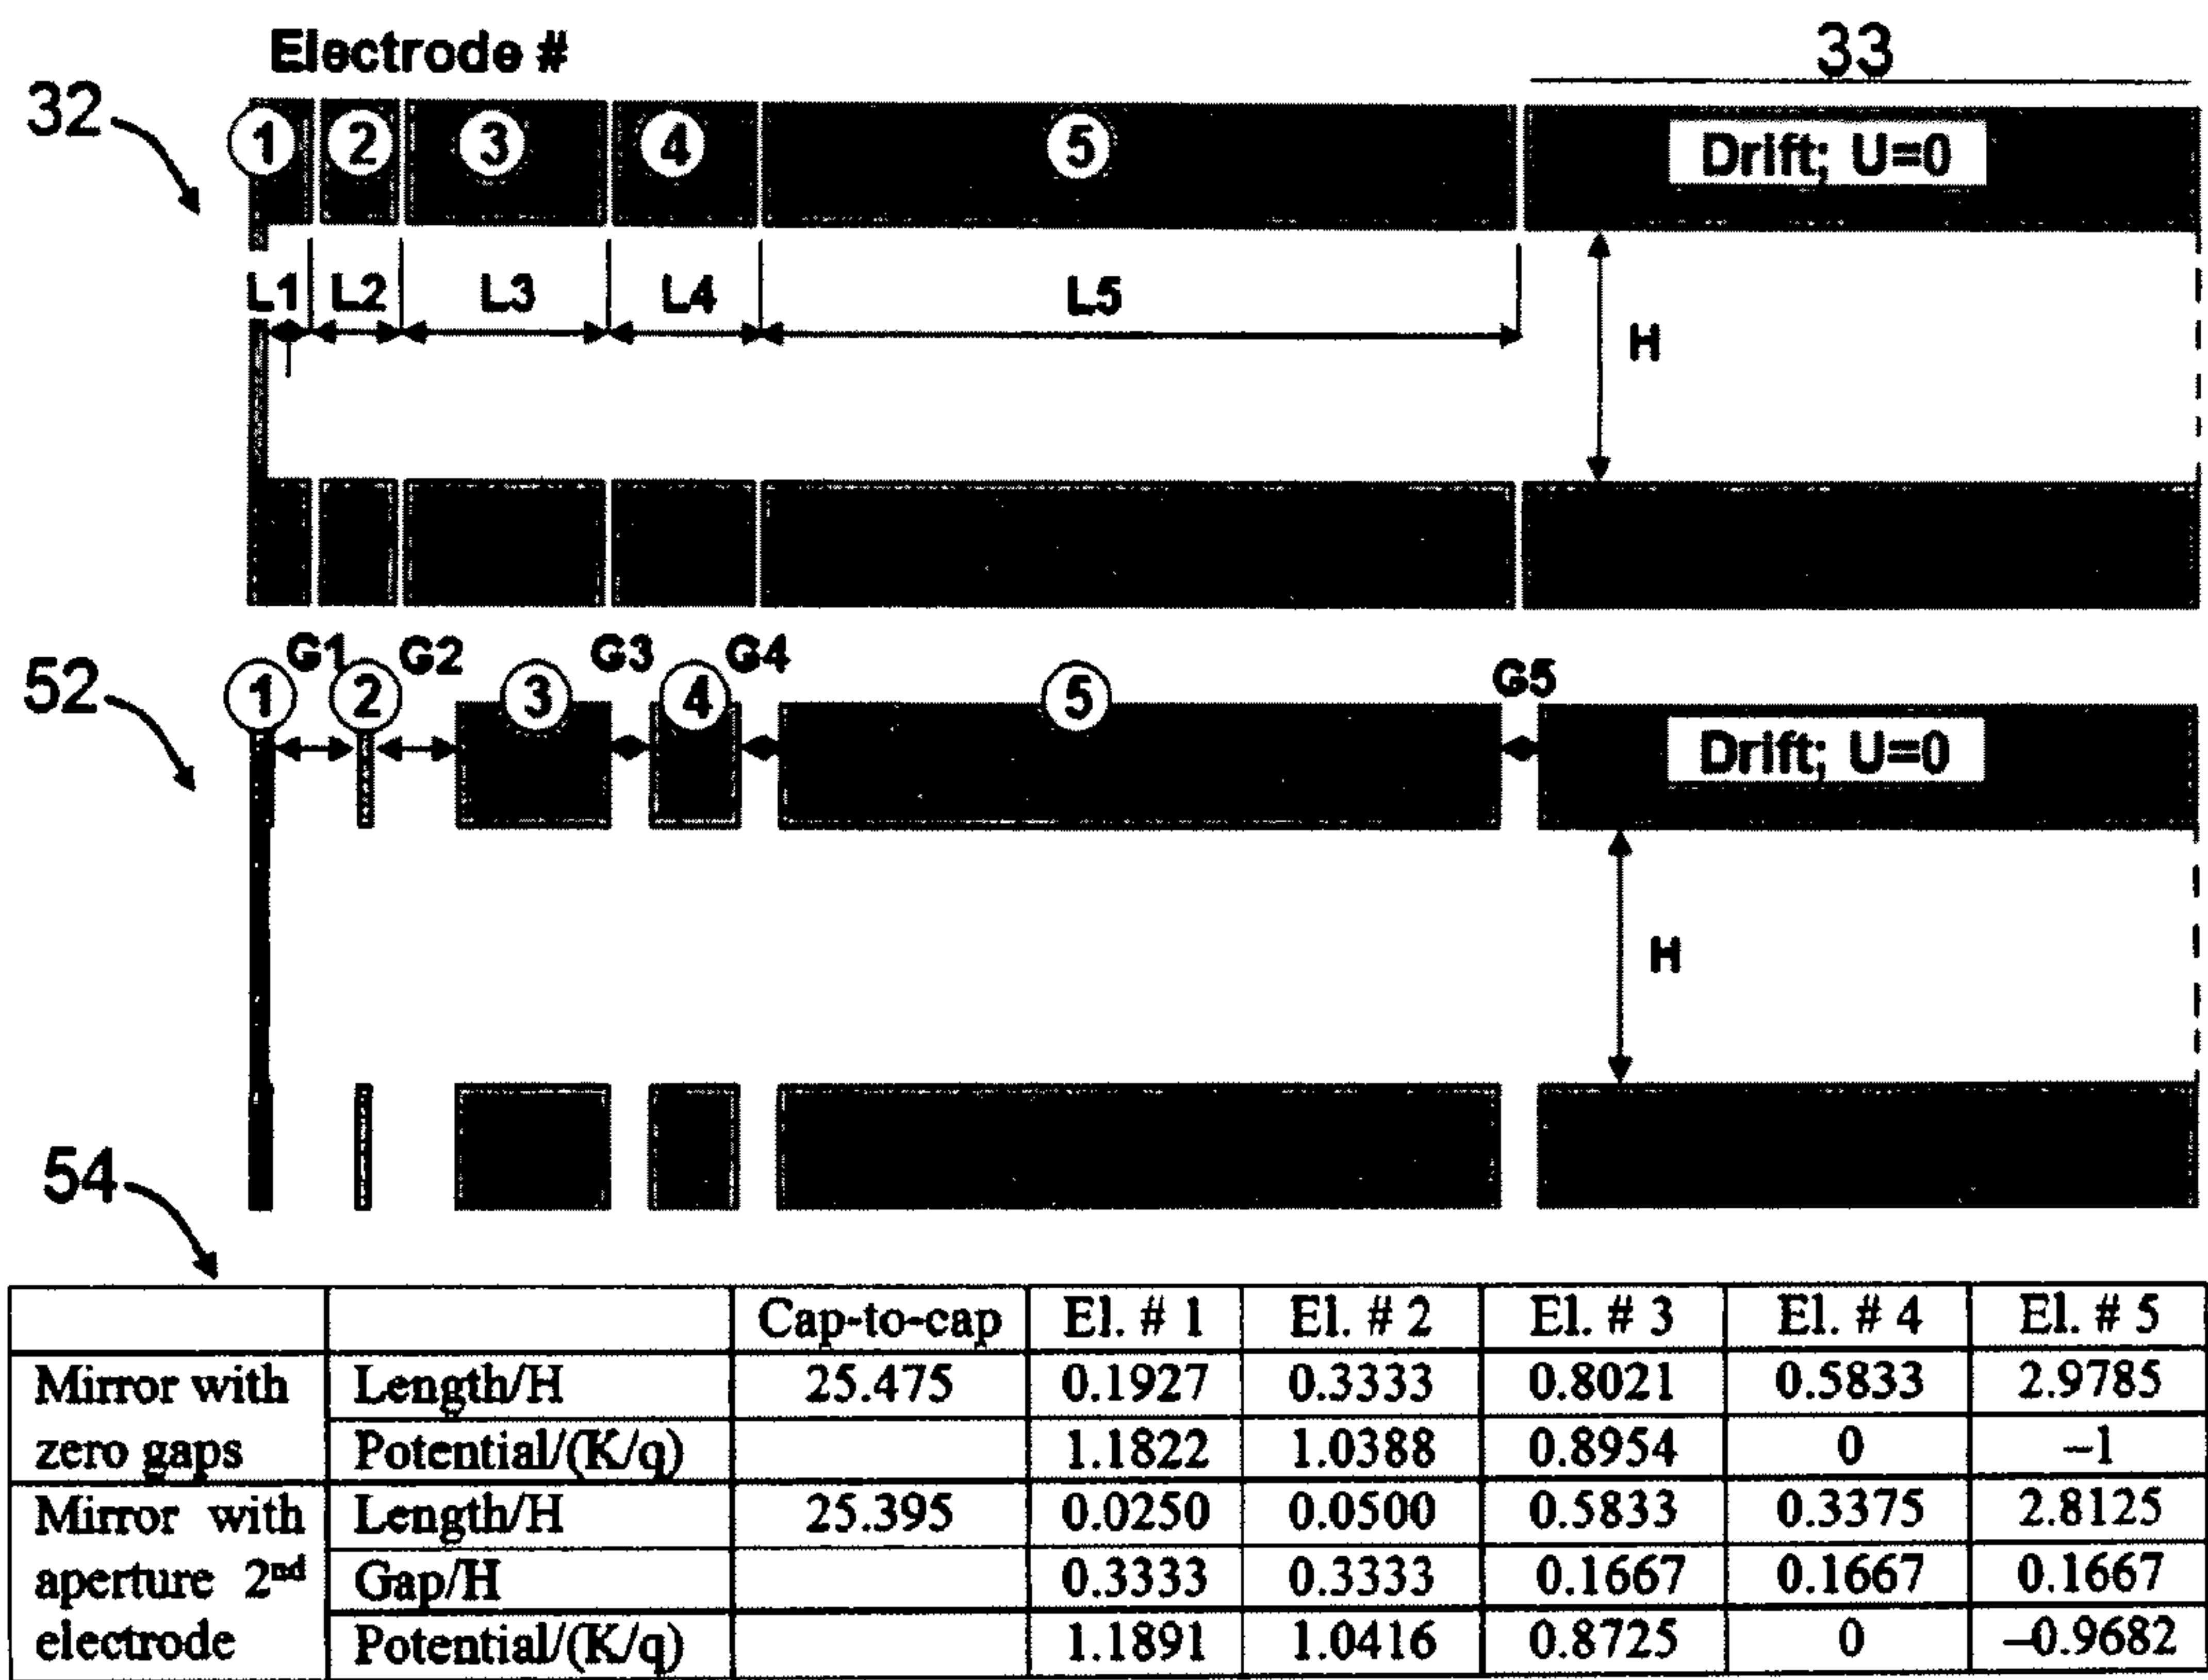 Electrode #
33
32
1 2 3 4 5 Drift; U=0
L1 L2 L3 L4 L5
H
52
G1 G2 G3 G4 G5
1 2 3 4 5
Drift; U=0
H
54
Cap-to-cap El. # 1 El. # 2 El. # 3 El. # 4 El. # 5
Mirror with zero gaps Length/H 25.475 0.1927 0.3333 0.8021 0.5833 2.9785
Potential/(K/q) 1.1822 1.0388 0.8954 0 –1
Mirror with aperture 2nd electrode Length/H 25.395 0.0250 0.0500 0.5833 0.3375 2.8125
Gap/H 0.3333 0.3333 0.1667 0.1667 0.1667
Potential/(K/q) 1.1891 1.0416 0.8725 0 –0.9682